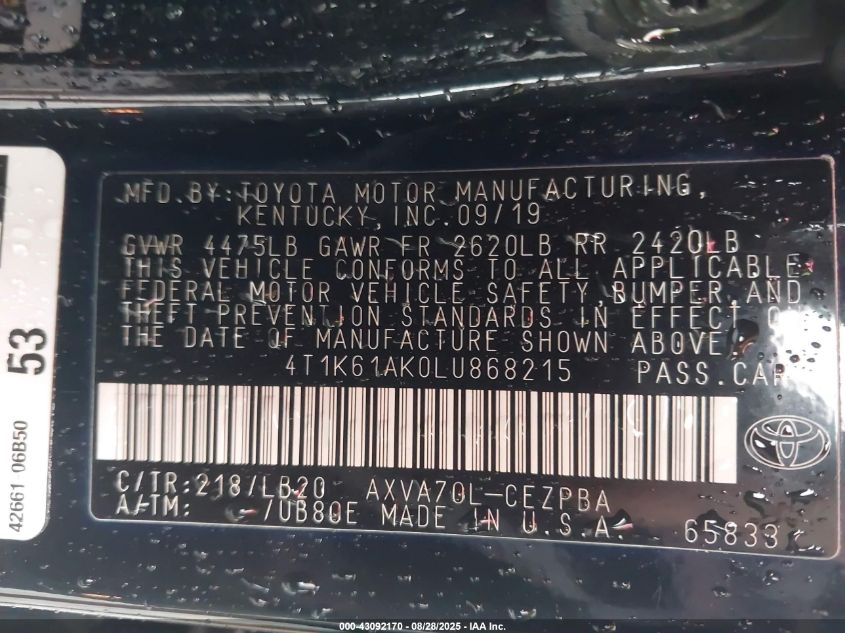 MFD.BY:TOYOTA MOTOR MANUFACTURING,
KENTUCKY,INC.09/19
GVWR 4475LB GAWR FR 2620LB RR 2420LB
THIS VEHICLE CONFORMS TO ALL APPLICABLE
FEDERAL MOTOR VEHICLE SAFETY,BUMPER,AND
THEFT PREVENTION STANDARDS IN EFFECT ON
THE DATE OF MANUFACTURE SHOWN ABOVE.
4T1K61AK0LU868215 PASS.CAR
C/TR:218/LB20 AXVA70L-CEZPBA
A/TM: /UB80E MADE IN U.S.A. 65833
53
42661 06B50
000-43092170 - 08/28/2025 - IAA Inc.